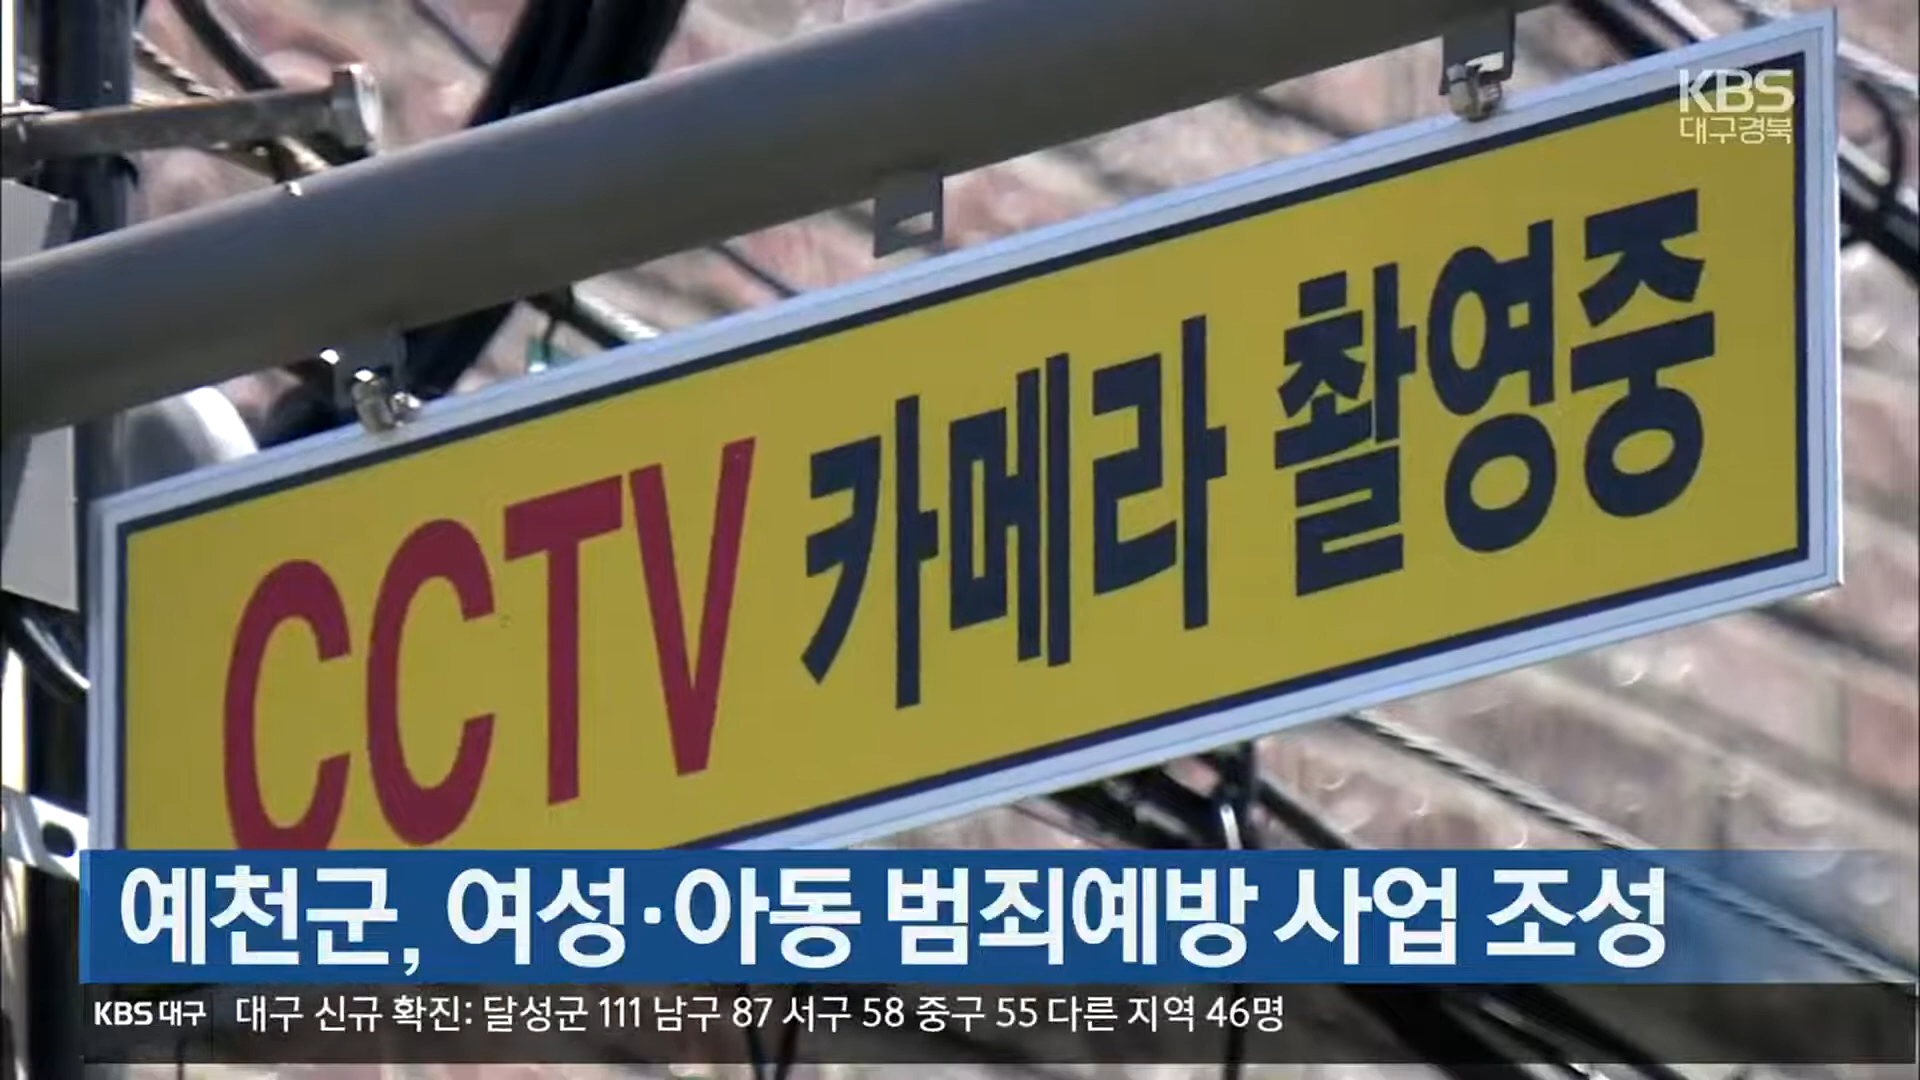 KBS
대구경북
CCTV 카메라 촬영중
예천군, 여성·아동 범죄예방 사업 조성
KBS 대구 대구 신규 확진: 달성군 111 남구 87 서구 58 중구 55 다른 지역 46명